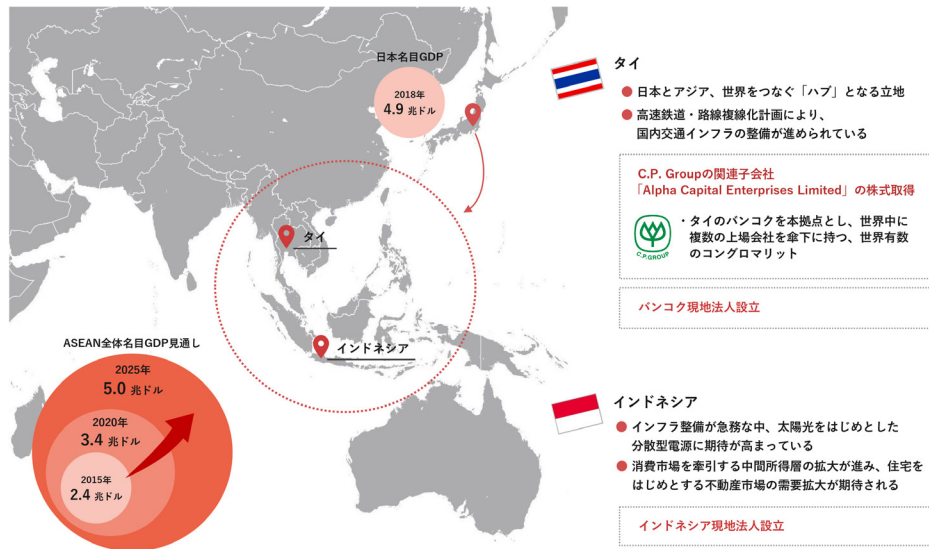 日本名目GDP
2018年
4.9 兆ドル
タイ
インドネシア
ASEAN全体名目GDP見通し
2025年
5.0 兆ドル
2020年
3.4 兆ドル
2015年
2.4 兆ドル
タイ
● 日本とアジア、世界をつなぐ「ハブ」となる立地
● 高速鉄道・路線複線化計画により、
国内交通インフラの整備が進められている
C.P. Groupの関連子会社
「Alpha Capital Enterprises Limited」の株式取得
C.P.GROUP
・タイのバンコクを本拠点とし、世界中に
複数の上場会社を傘下に持つ、世界有数
のコングロマリット
バンコク現地法人設立
インドネシア
● インフラ整備が急務な中、太陽光をはじめとした
分散型電源に期待が高まっている
● 消費市場を牽引する中間所得層の拡大が進み、住宅を
はじめとする不動産市場の需要拡大が期待される
インドネシア現地法人設立